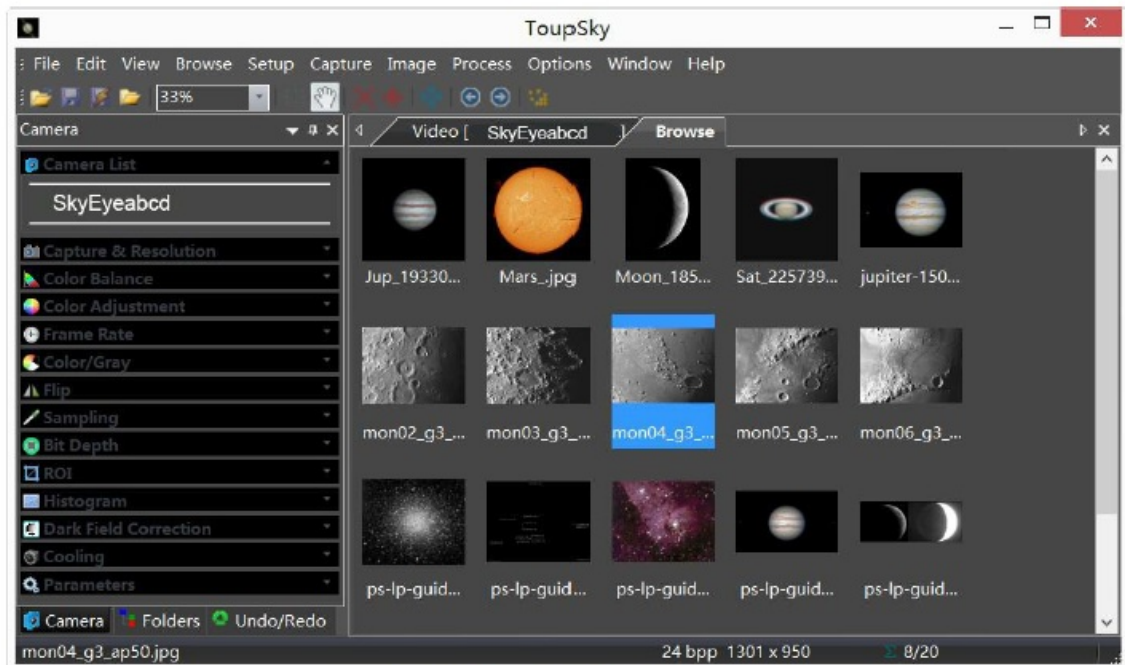 ToupSky
File Edit View Browse Setup Capture Image Process Options Window Help
33%
Camera
Video [ SkyEyeabcd ] Browse
Camera List
SkyEyeabcd
Capture & Resolution
Color Balance
Color Adjustment
Frame Rate
Color/Gray
Flip
Sampling
Bit Depth
ROI
Histogram
Dark Field Correction
Cooling
Parameters
Camera Folders Undo/Redo
Jup_19330... Mars_.jpg Moon_185... Sat_225739... jupiter-150...
mon02_g3_... mon03_g3_... mon04_g3_... mon05_g3_... mon06_g3_...
ps-lp-guid... ps-lp-guid... ps-lp-guid... ps-lp-guid... ps-lp-guid...
mon04_g3_ap50.jpg 24 bpp 1301 x 950 Σ 8/20